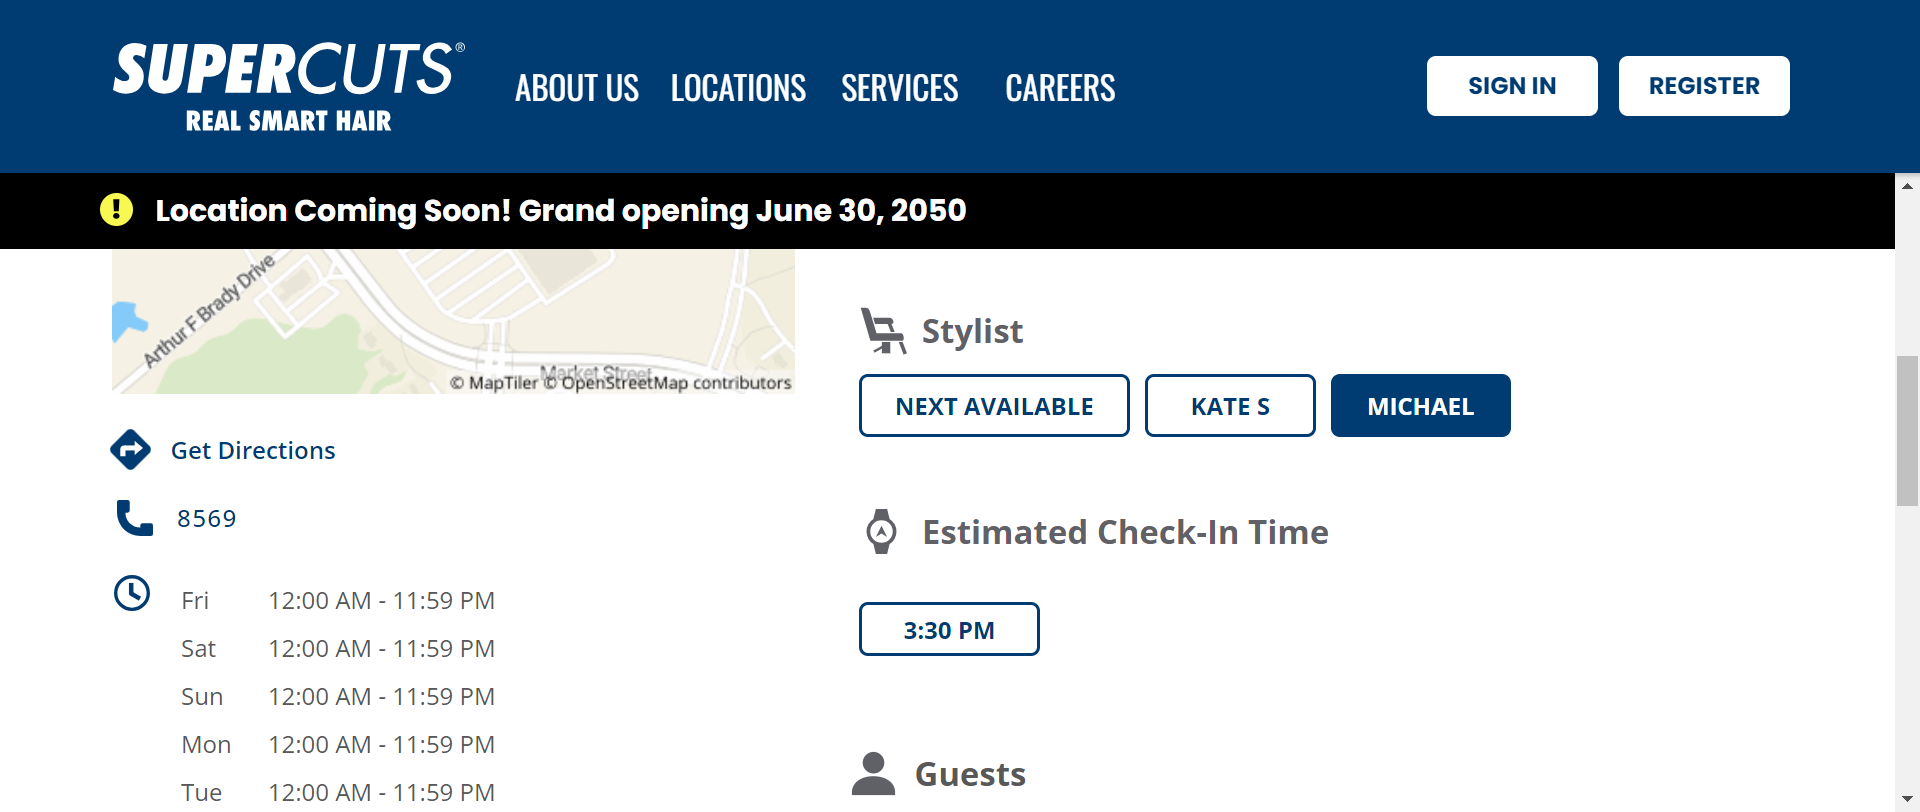 SUPERCUTS®
REAL SMART HAIR
ABOUT US LOCATIONS SERVICES CAREERS
SIGN IN REGISTER
Location Coming Soon! Grand opening June 30, 2050
Arthur F Brady Drive
Market Street
© MapTiler © OpenStreetMap contributors
Get Directions
8569
Fri 12:00 AM - 11:59 PM
Sat 12:00 AM - 11:59 PM
Sun 12:00 AM - 11:59 PM
Mon 12:00 AM - 11:59 PM
Tue 12:00 AM - 11:59 PM
Stylist
NEXT AVAILABLE KATE S MICHAEL
Estimated Check-In Time
3:30 PM
Guests